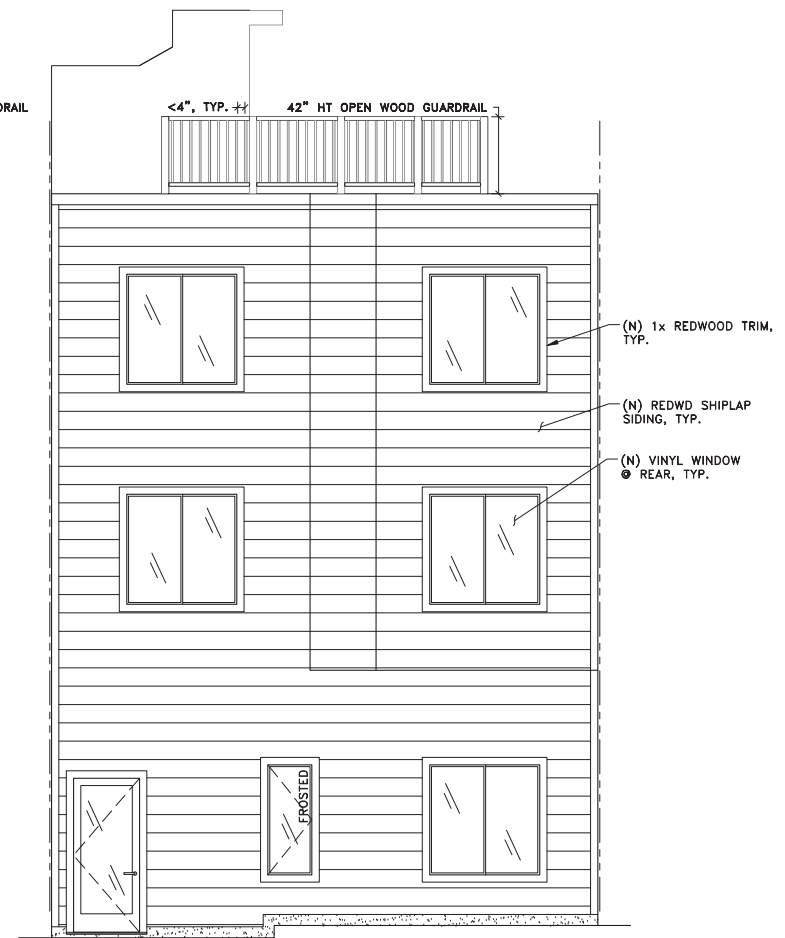 <4", TYP.
42" HT OPEN WOOD GUARDRAIL
(N) 1x REDWOOD TRIM,
TYP.
(N) REDWD SHIPLAP
SIDING, TYP.
(N) VINYL WINDOW
@ REAR, TYP.
FROSTED